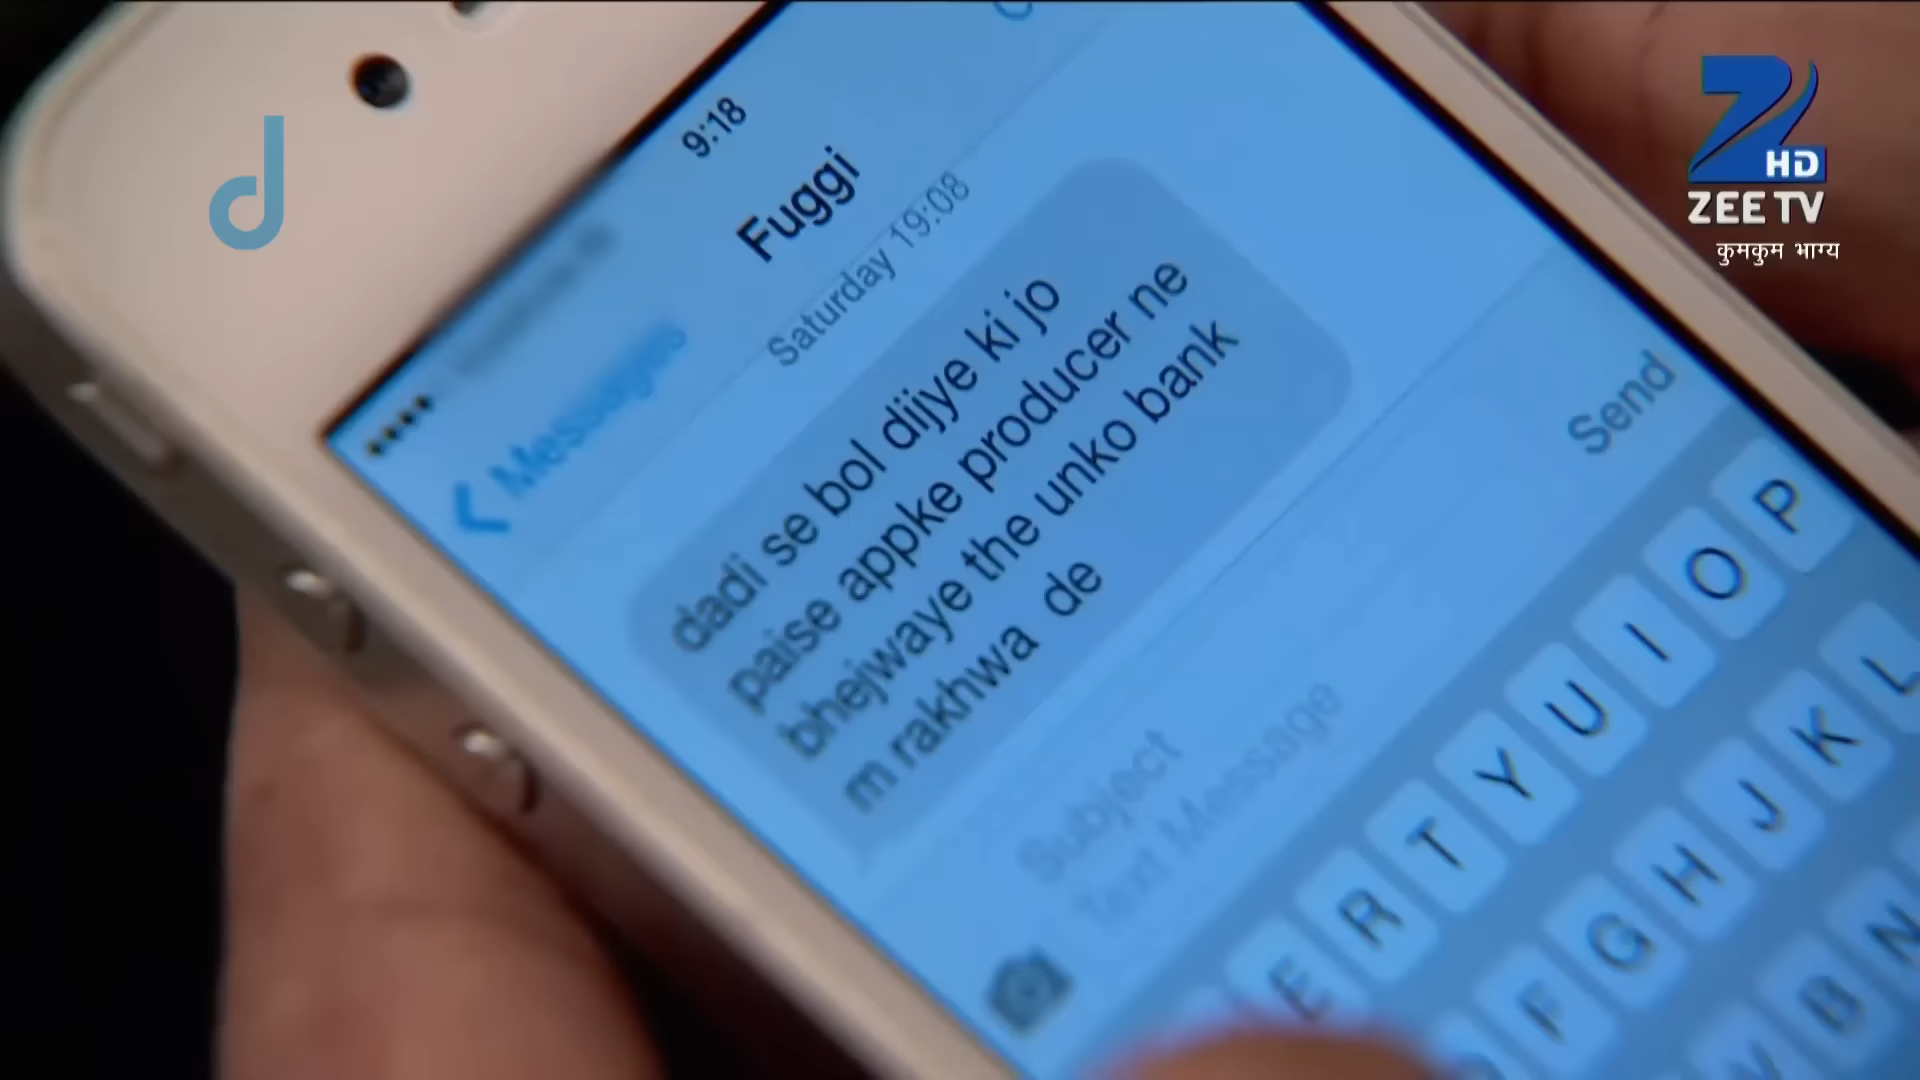 9:18
Messages
Fuggi
Saturday 19:08
dadi se bol dijye ki jo
paise appke producer ne
bhejwaye the unko bank
m rakhwa de
Subject
Text Message
Send
E R T Y U I O P
F G H J K L
V B N
d
HD
ZEE TV
कुमकुम भाग्य